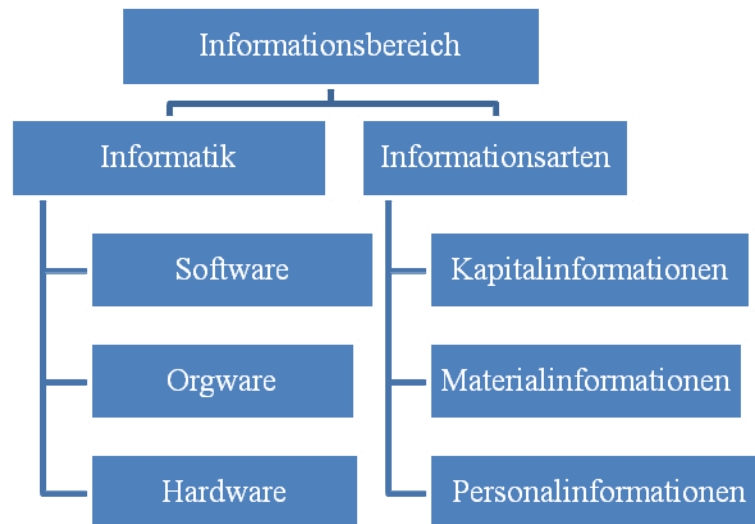 Informationsbereich
Informatik
Informationsarten
Software
Kapitalinformationen
Orgware
Materialinformationen
Hardware
Personalinformationen